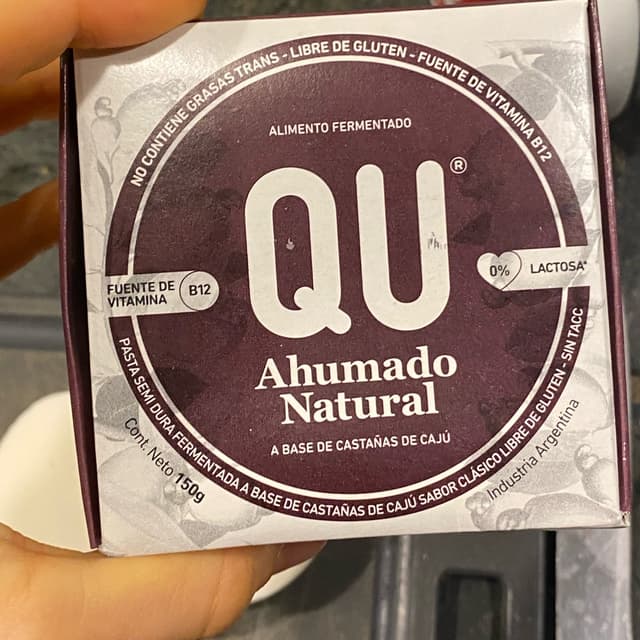 NO CONTIENE GRASAS TRANS - LIBRE DE GLUTEN - FUENTE DE VITAMINA B12
ALIMENTO FERMENTADO
QU®
FUENTE DE
VITAMINA
B12
0%
LACTOSA*
Ahumado
Natural
A BASE DE CASTAÑAS DE CAJÚ
PASTA SEMI DURA FERMENTADA A BASE DE CASTAÑAS DE CAJÚ SABOR CLÁSICO LIBRE DE GLUTEN - SIN TACC
Cont. Neto 150g
Industria Argentina